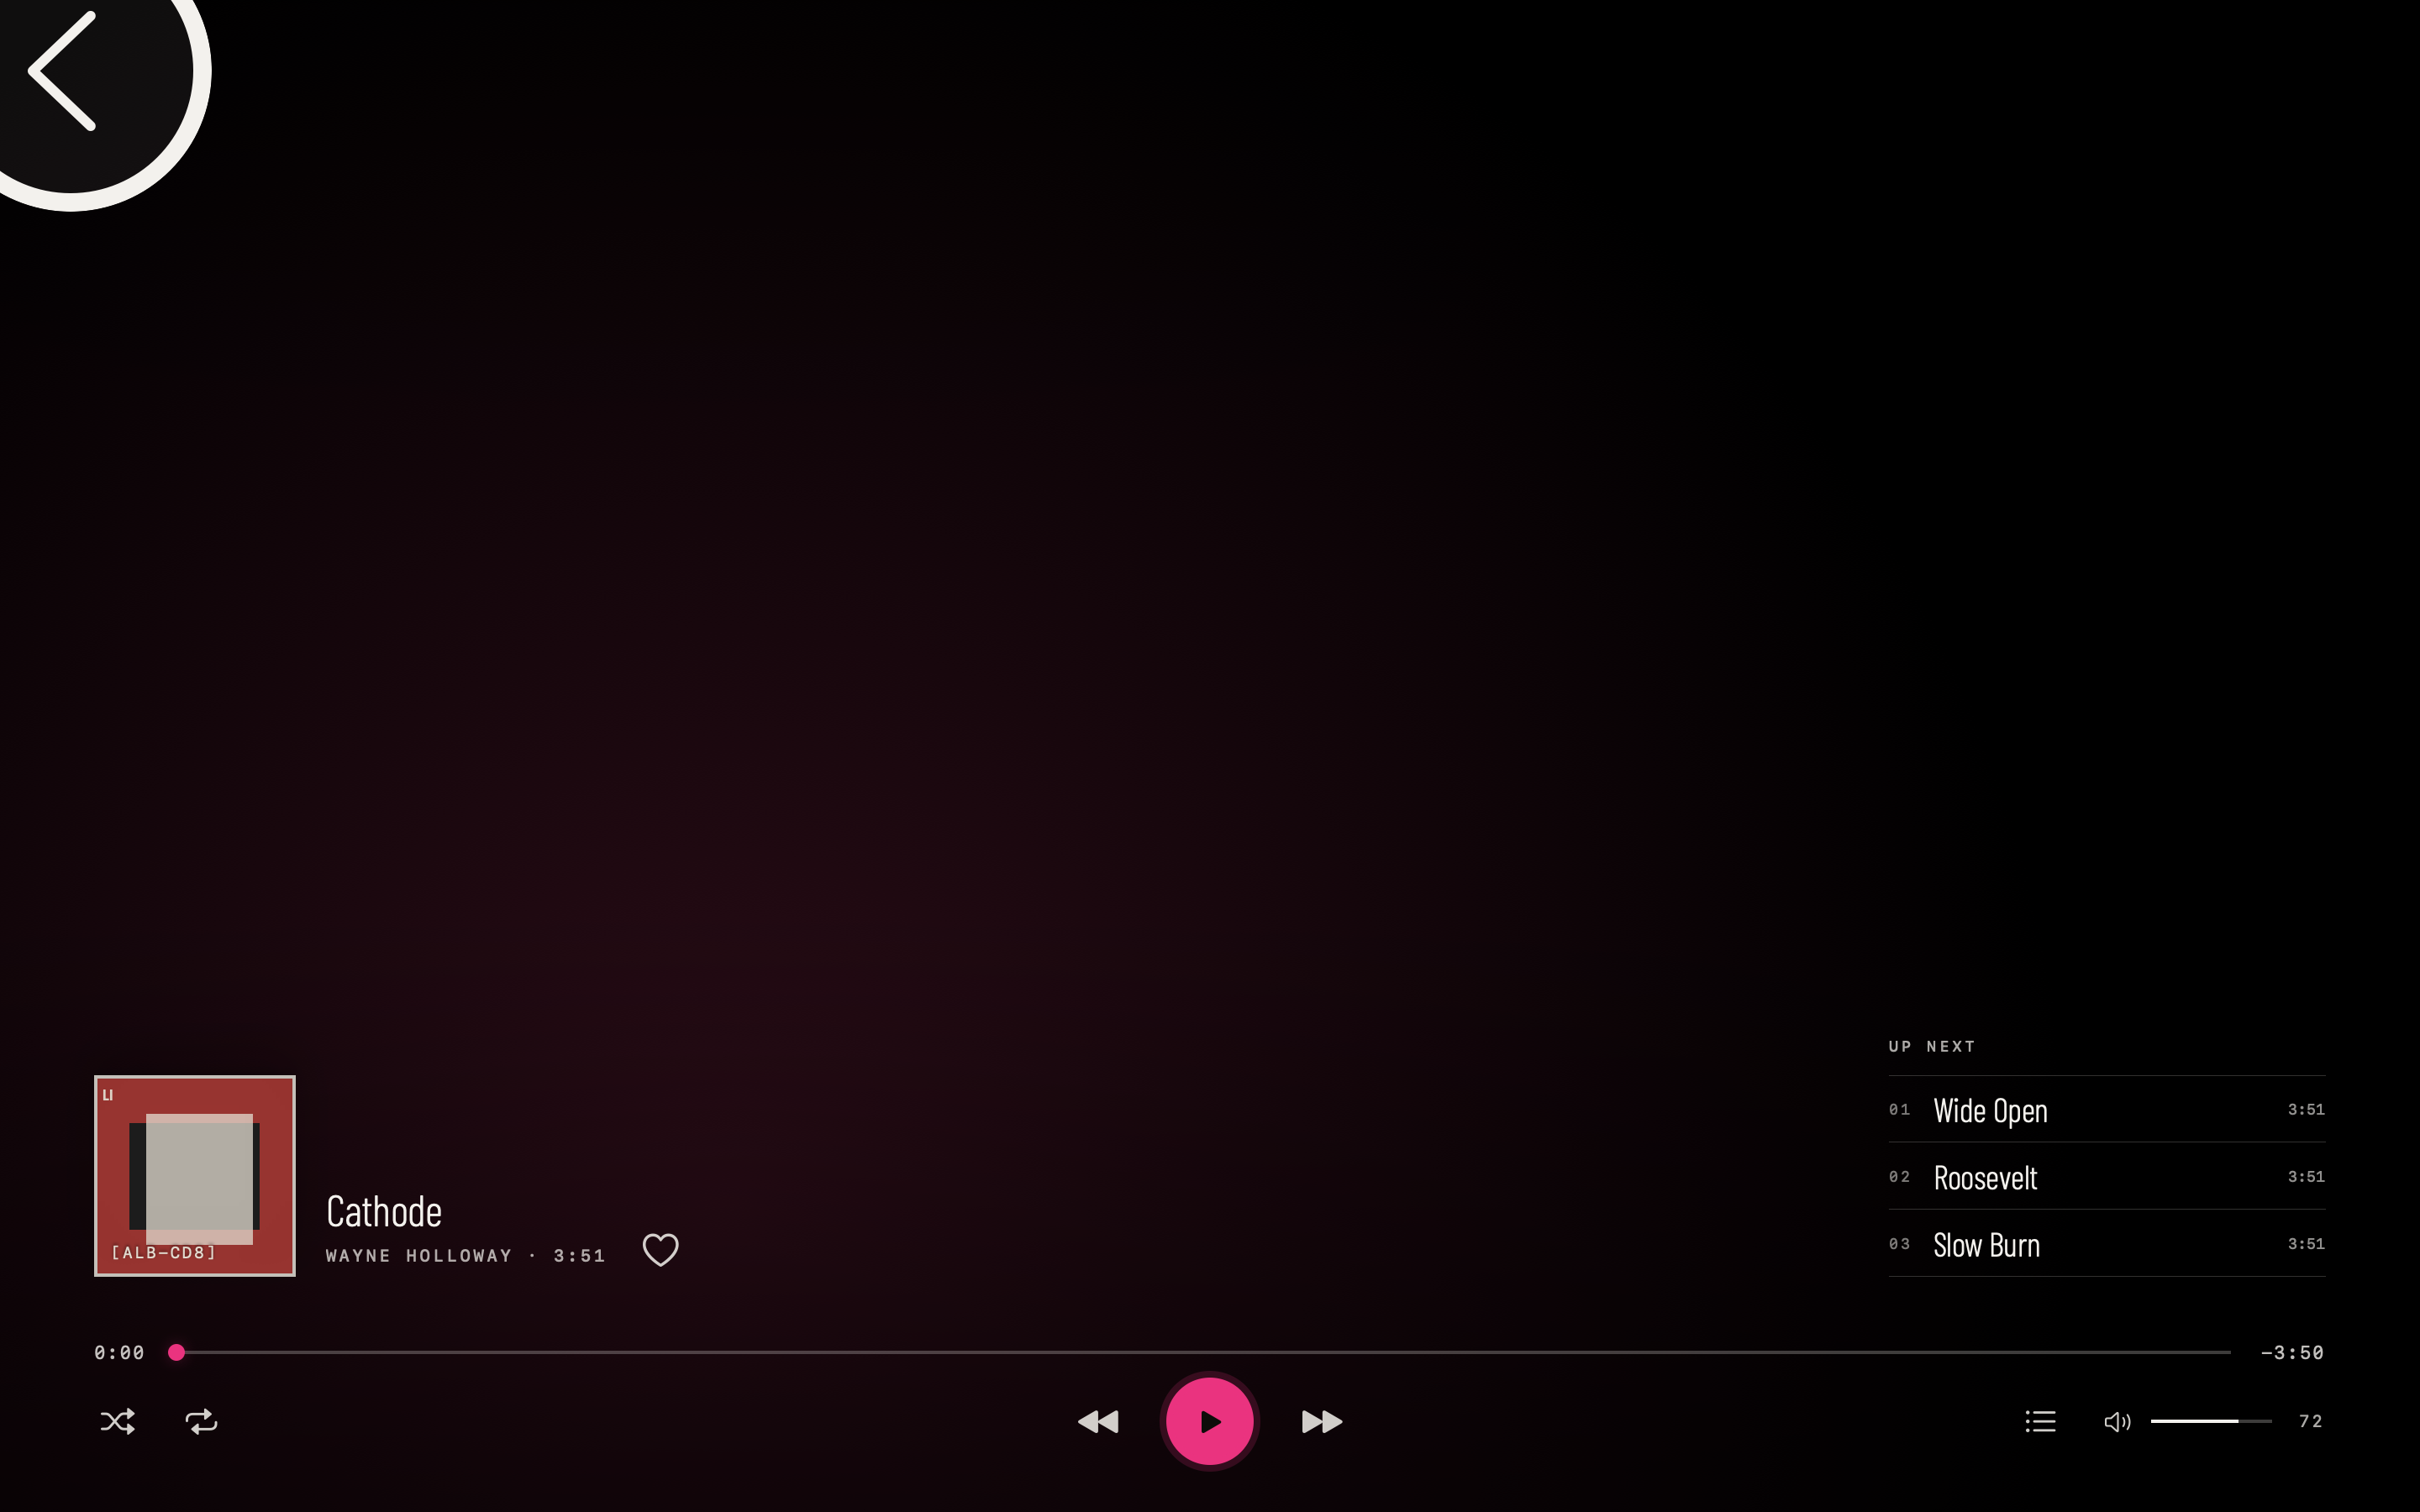 LI
[ALB—CD8]
Cathode
WAYNE HOLLOWAY · 3:51
UP NEXT
01 Wide Open 3:51
02 Roosevelt 3:51
03 Slow Burn 3:51
0:00 —3:50
72